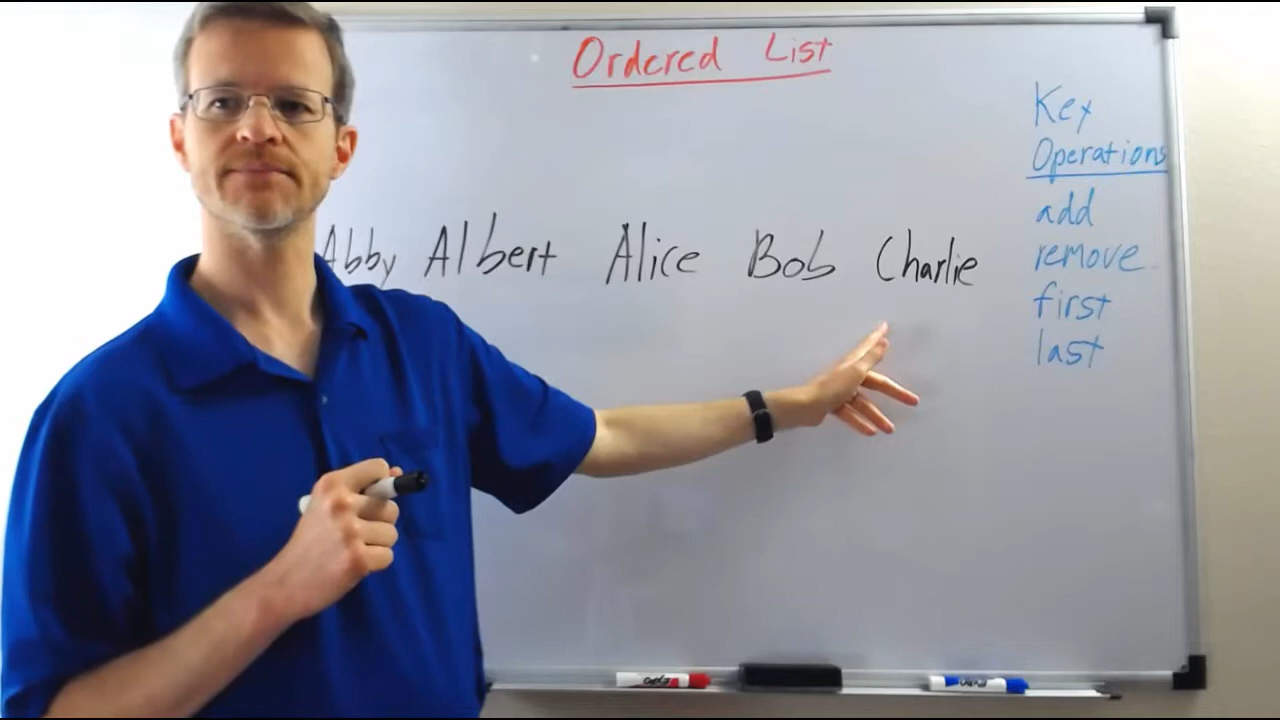 Ordered List
Key
Operations
add
remove
first
last
Abby Albert Alice Bob Charlie